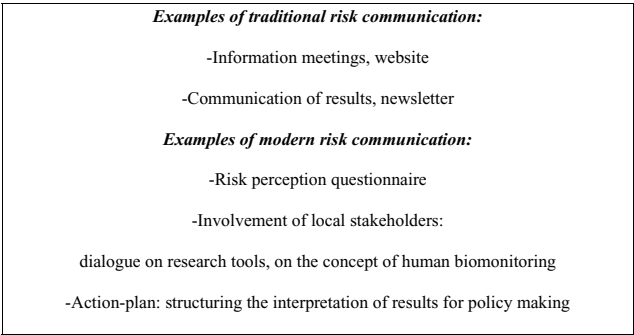 Examples of traditional risk communication:
-Information meetings, website
-Communication of results, newsletter
Examples of modern risk communication:
-Risk perception questionnaire
-Involvement of local stakeholders:
dialogue on research tools, on the concept of human biomonitoring
-Action-plan: structuring the interpretation of results for policy making